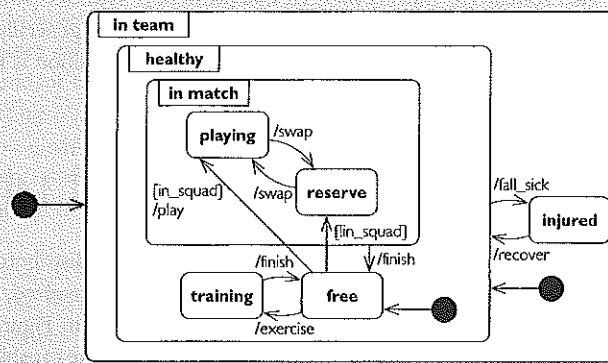 in team
healthy
in match
playing
/swap
/swap
reserve
[in_squad]
/play
[!in_squad]
/fall_sick
injured
/recover
/finish
/finish
training
free
/exercise